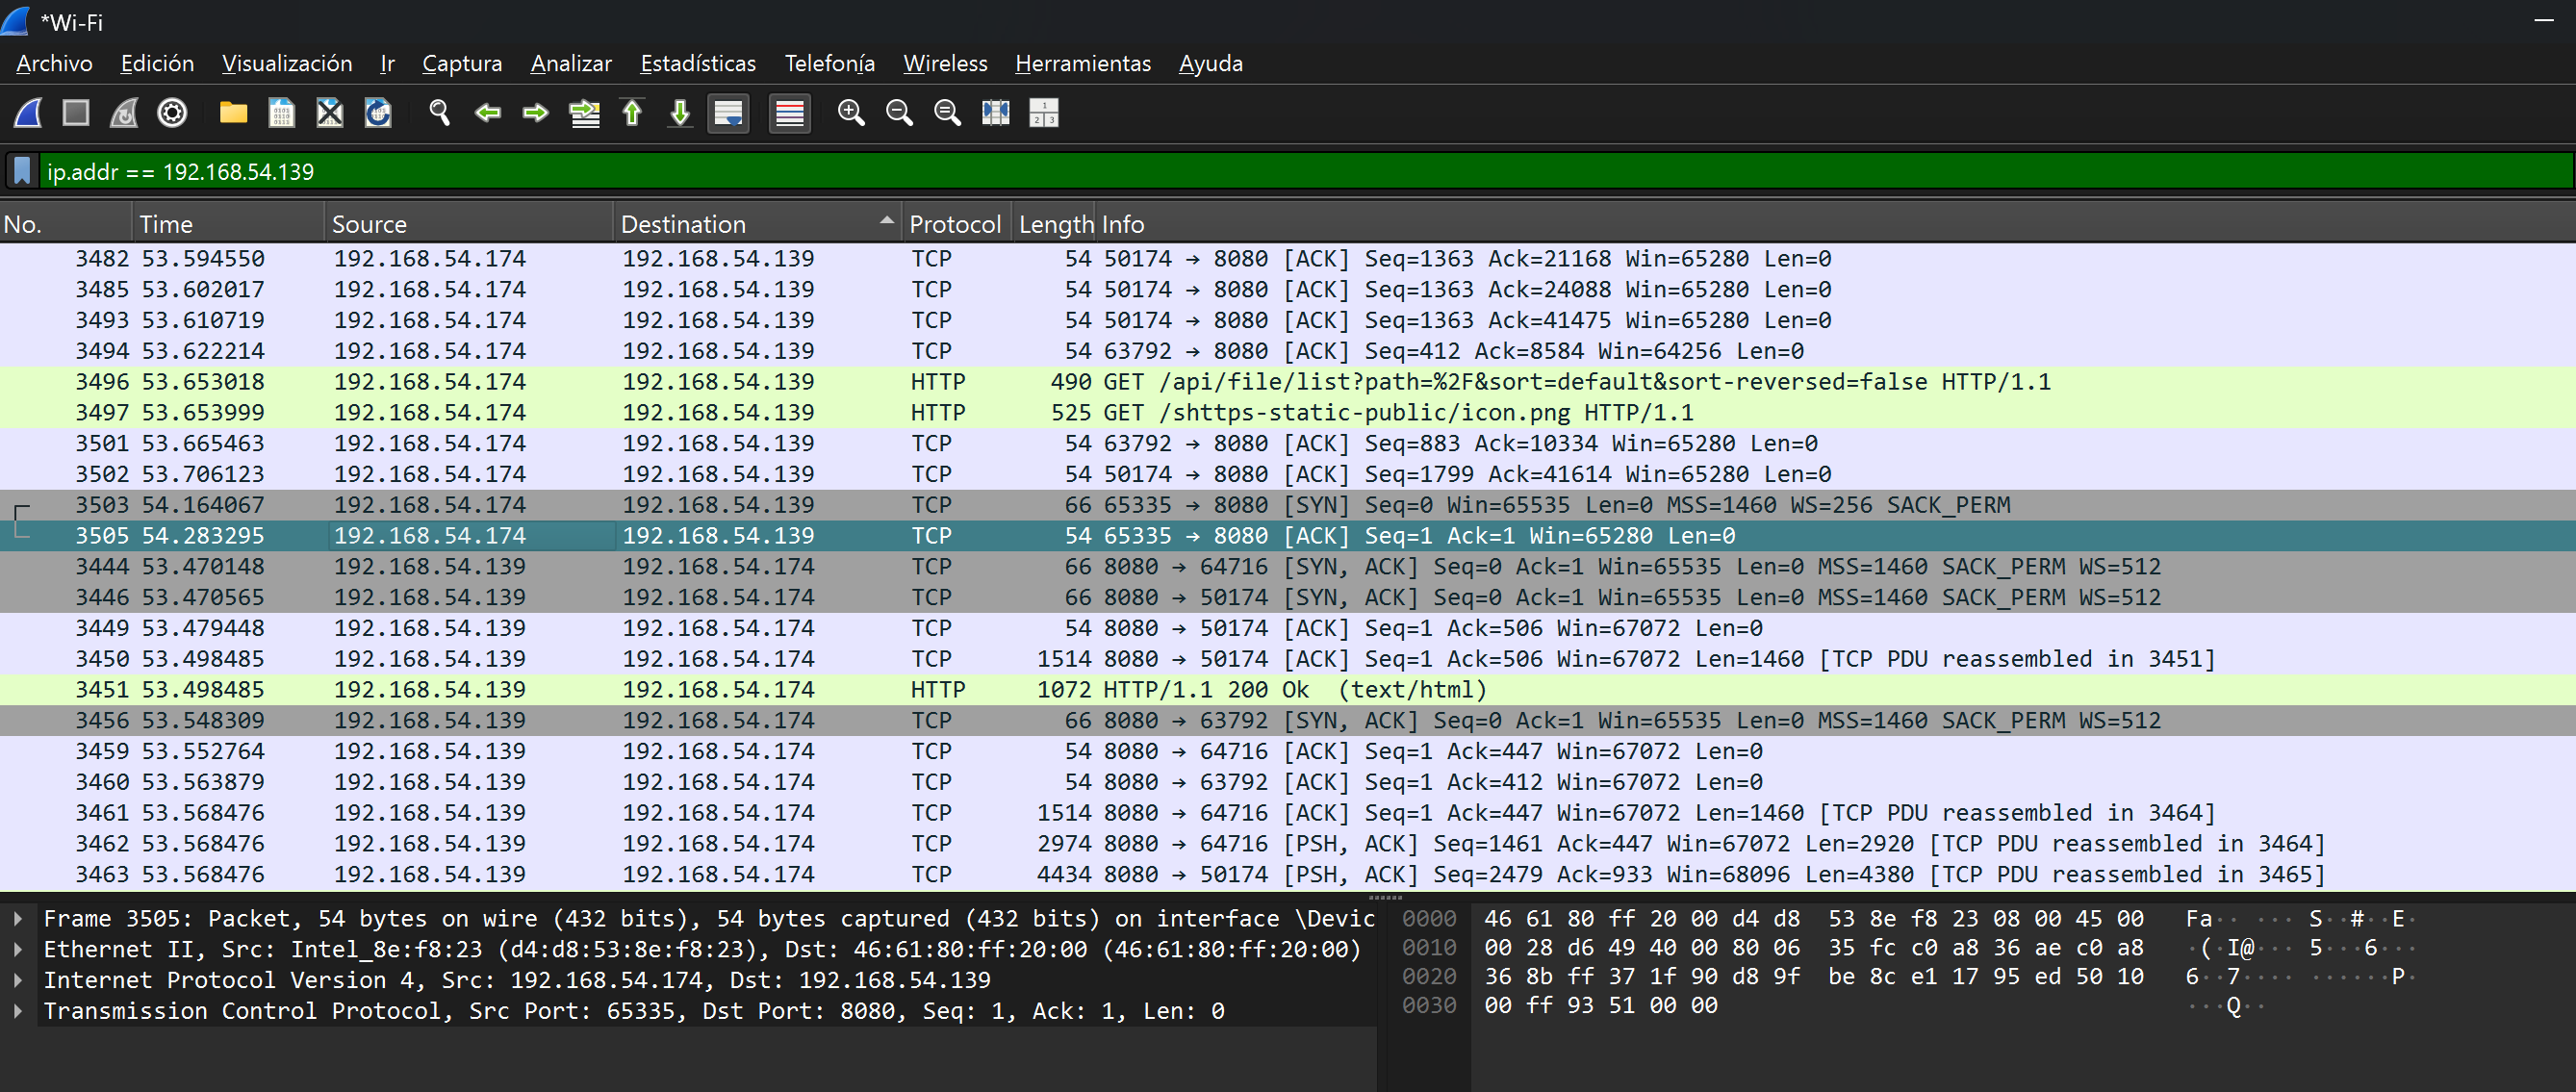 *Wi-Fi
Archivo Edición Visualización Ir Captura Analizar Estadísticas Telefonía Wireless Herramientas Ayuda
ip.addr == 192.168.54.139
No. Time Source Destination Protocol Length Info
3482 53.594550 192.168.54.174 192.168.54.139 TCP 54 50174 → 8080 [ACK] Seq=1363 Ack=21168 Win=65280 Len=0
3485 53.602017 192.168.54.174 192.168.54.139 TCP 54 50174 → 8080 [ACK] Seq=1363 Ack=24088 Win=65280 Len=0
3493 53.610719 192.168.54.174 192.168.54.139 TCP 54 50174 → 8080 [ACK] Seq=1363 Ack=41475 Win=65280 Len=0
3494 53.622214 192.168.54.174 192.168.54.139 TCP 54 63792 → 8080 [ACK] Seq=412 Ack=8584 Win=64256 Len=0
3496 53.653018 192.168.54.174 192.168.54.139 HTTP 490 GET /api/file/list?path=%2F&sort=default&sort-reversed=false HTTP/1.1
3497 53.653999 192.168.54.174 192.168.54.139 HTTP 525 GET /shttps-static-public/icon.png HTTP/1.1
3501 53.665463 192.168.54.174 192.168.54.139 TCP 54 63792 → 8080 [ACK] Seq=883 Ack=10334 Win=65280 Len=0
3502 53.706123 192.168.54.174 192.168.54.139 TCP 54 50174 → 8080 [ACK] Seq=1799 Ack=41614 Win=65280 Len=0
3503 54.164067 192.168.54.174 192.168.54.139 TCP 66 65335 → 8080 [SYN] Seq=0 Win=65535 Len=0 MSS=1460 WS=256 SACK_PERM
3505 54.283295 192.168.54.174 192.168.54.139 TCP 54 65335 → 8080 [ACK] Seq=1 Ack=1 Win=65280 Len=0
3444 53.470148 192.168.54.139 192.168.54.174 TCP 66 8080 → 64716 [SYN, ACK] Seq=0 Ack=1 Win=65535 Len=0 MSS=1460 SACK_PERM WS=512
3446 53.470565 192.168.54.139 192.168.54.174 TCP 66 8080 → 50174 [SYN, ACK] Seq=0 Ack=1 Win=65535 Len=0 MSS=1460 SACK_PERM WS=512
3449 53.479448 192.168.54.139 192.168.54.174 TCP 54 8080 → 50174 [ACK] Seq=1 Ack=506 Win=67072 Len=0
3450 53.498485 192.168.54.139 192.168.54.174 TCP 1514 8080 → 50174 [ACK] Seq=1 Ack=506 Win=67072 Len=1460 [TCP PDU reassembled in 3451]
3451 53.498485 192.168.54.139 192.168.54.174 HTTP 1072 HTTP/1.1 200 Ok (text/html)
3456 53.548309 192.168.54.139 192.168.54.174 TCP 66 8080 → 63792 [SYN, ACK] Seq=0 Ack=1 Win=65535 Len=0 MSS=1460 SACK_PERM WS=512
3459 53.552764 192.168.54.139 192.168.54.174 TCP 54 8080 → 64716 [ACK] Seq=1 Ack=447 Win=67072 Len=0
3460 53.563879 192.168.54.139 192.168.54.174 TCP 54 8080 → 63792 [ACK] Seq=1 Ack=412 Win=67072 Len=0
3461 53.568476 192.168.54.139 192.168.54.174 TCP 1514 8080 → 64716 [ACK] Seq=1 Ack=447 Win=67072 Len=1460 [TCP PDU reassembled in 3464]
3462 53.568476 192.168.54.139 192.168.54.174 TCP 2974 8080 → 64716 [PSH, ACK] Seq=1461 Ack=447 Win=67072 Len=2920 [TCP PDU reassembled in 3464]
3463 53.568476 192.168.54.139 192.168.54.174 TCP 4434 8080 → 50174 [PSH, ACK] Seq=2479 Ack=933 Win=68096 Len=4380 [TCP PDU reassembled in 3465]
Frame 3505: Packet, 54 bytes on wire (432 bits), 54 bytes captured (432 bits) on interface \Devic
Ethernet II, Src: Intel_8e:f8:23 (d4:d8:53:8e:f8:23), Dst: 46:61:80:ff:20:00 (46:61:80:ff:20:00)
Internet Protocol Version 4, Src: 192.168.54.174, Dst: 192.168.54.139
Transmission Control Protocol, Src Port: 65335, Dst Port: 8080, Seq: 1, Ack: 1, Len: 0
0000 46 61 80 ff 20 00 d4 d8 53 8e f8 23 08 00 45 00 Fa·· ··· S··#··E·
0010 00 28 d6 49 40 00 80 06 35 fc c0 a8 36 ae c0 a8 ·(·I@··· 5···6···
0020 36 8b ff 37 1f 90 d8 9f be 8c e1 17 95 ed 50 10 6··7···· ······P·
0030 00 ff 93 51 00 00 ···Q··